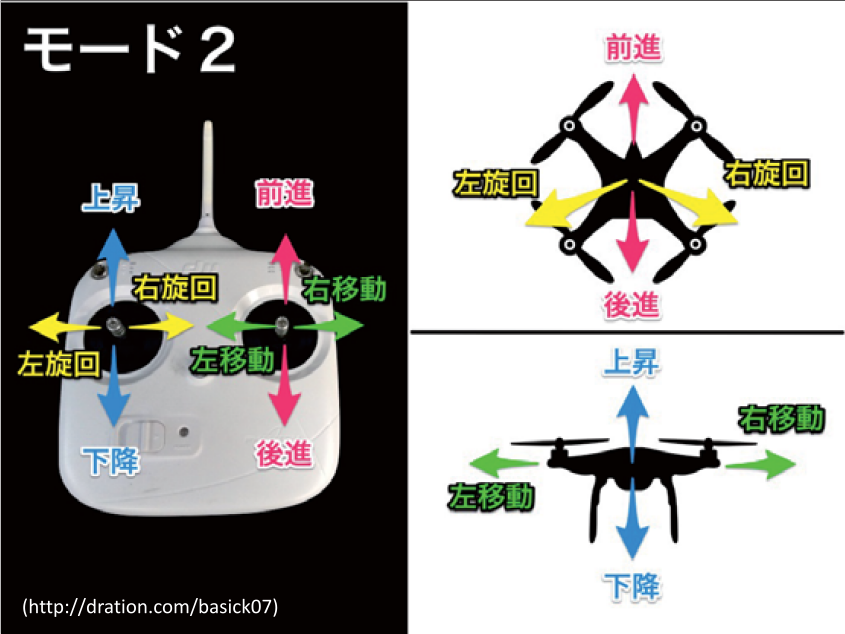 モード２
上昇
前進
右旋回
右移動
左旋回
左移動
下降
後進
(http://dration.com/basick07)
前進
左旋回
右旋回
後進
上昇
右移動
左移動
下降